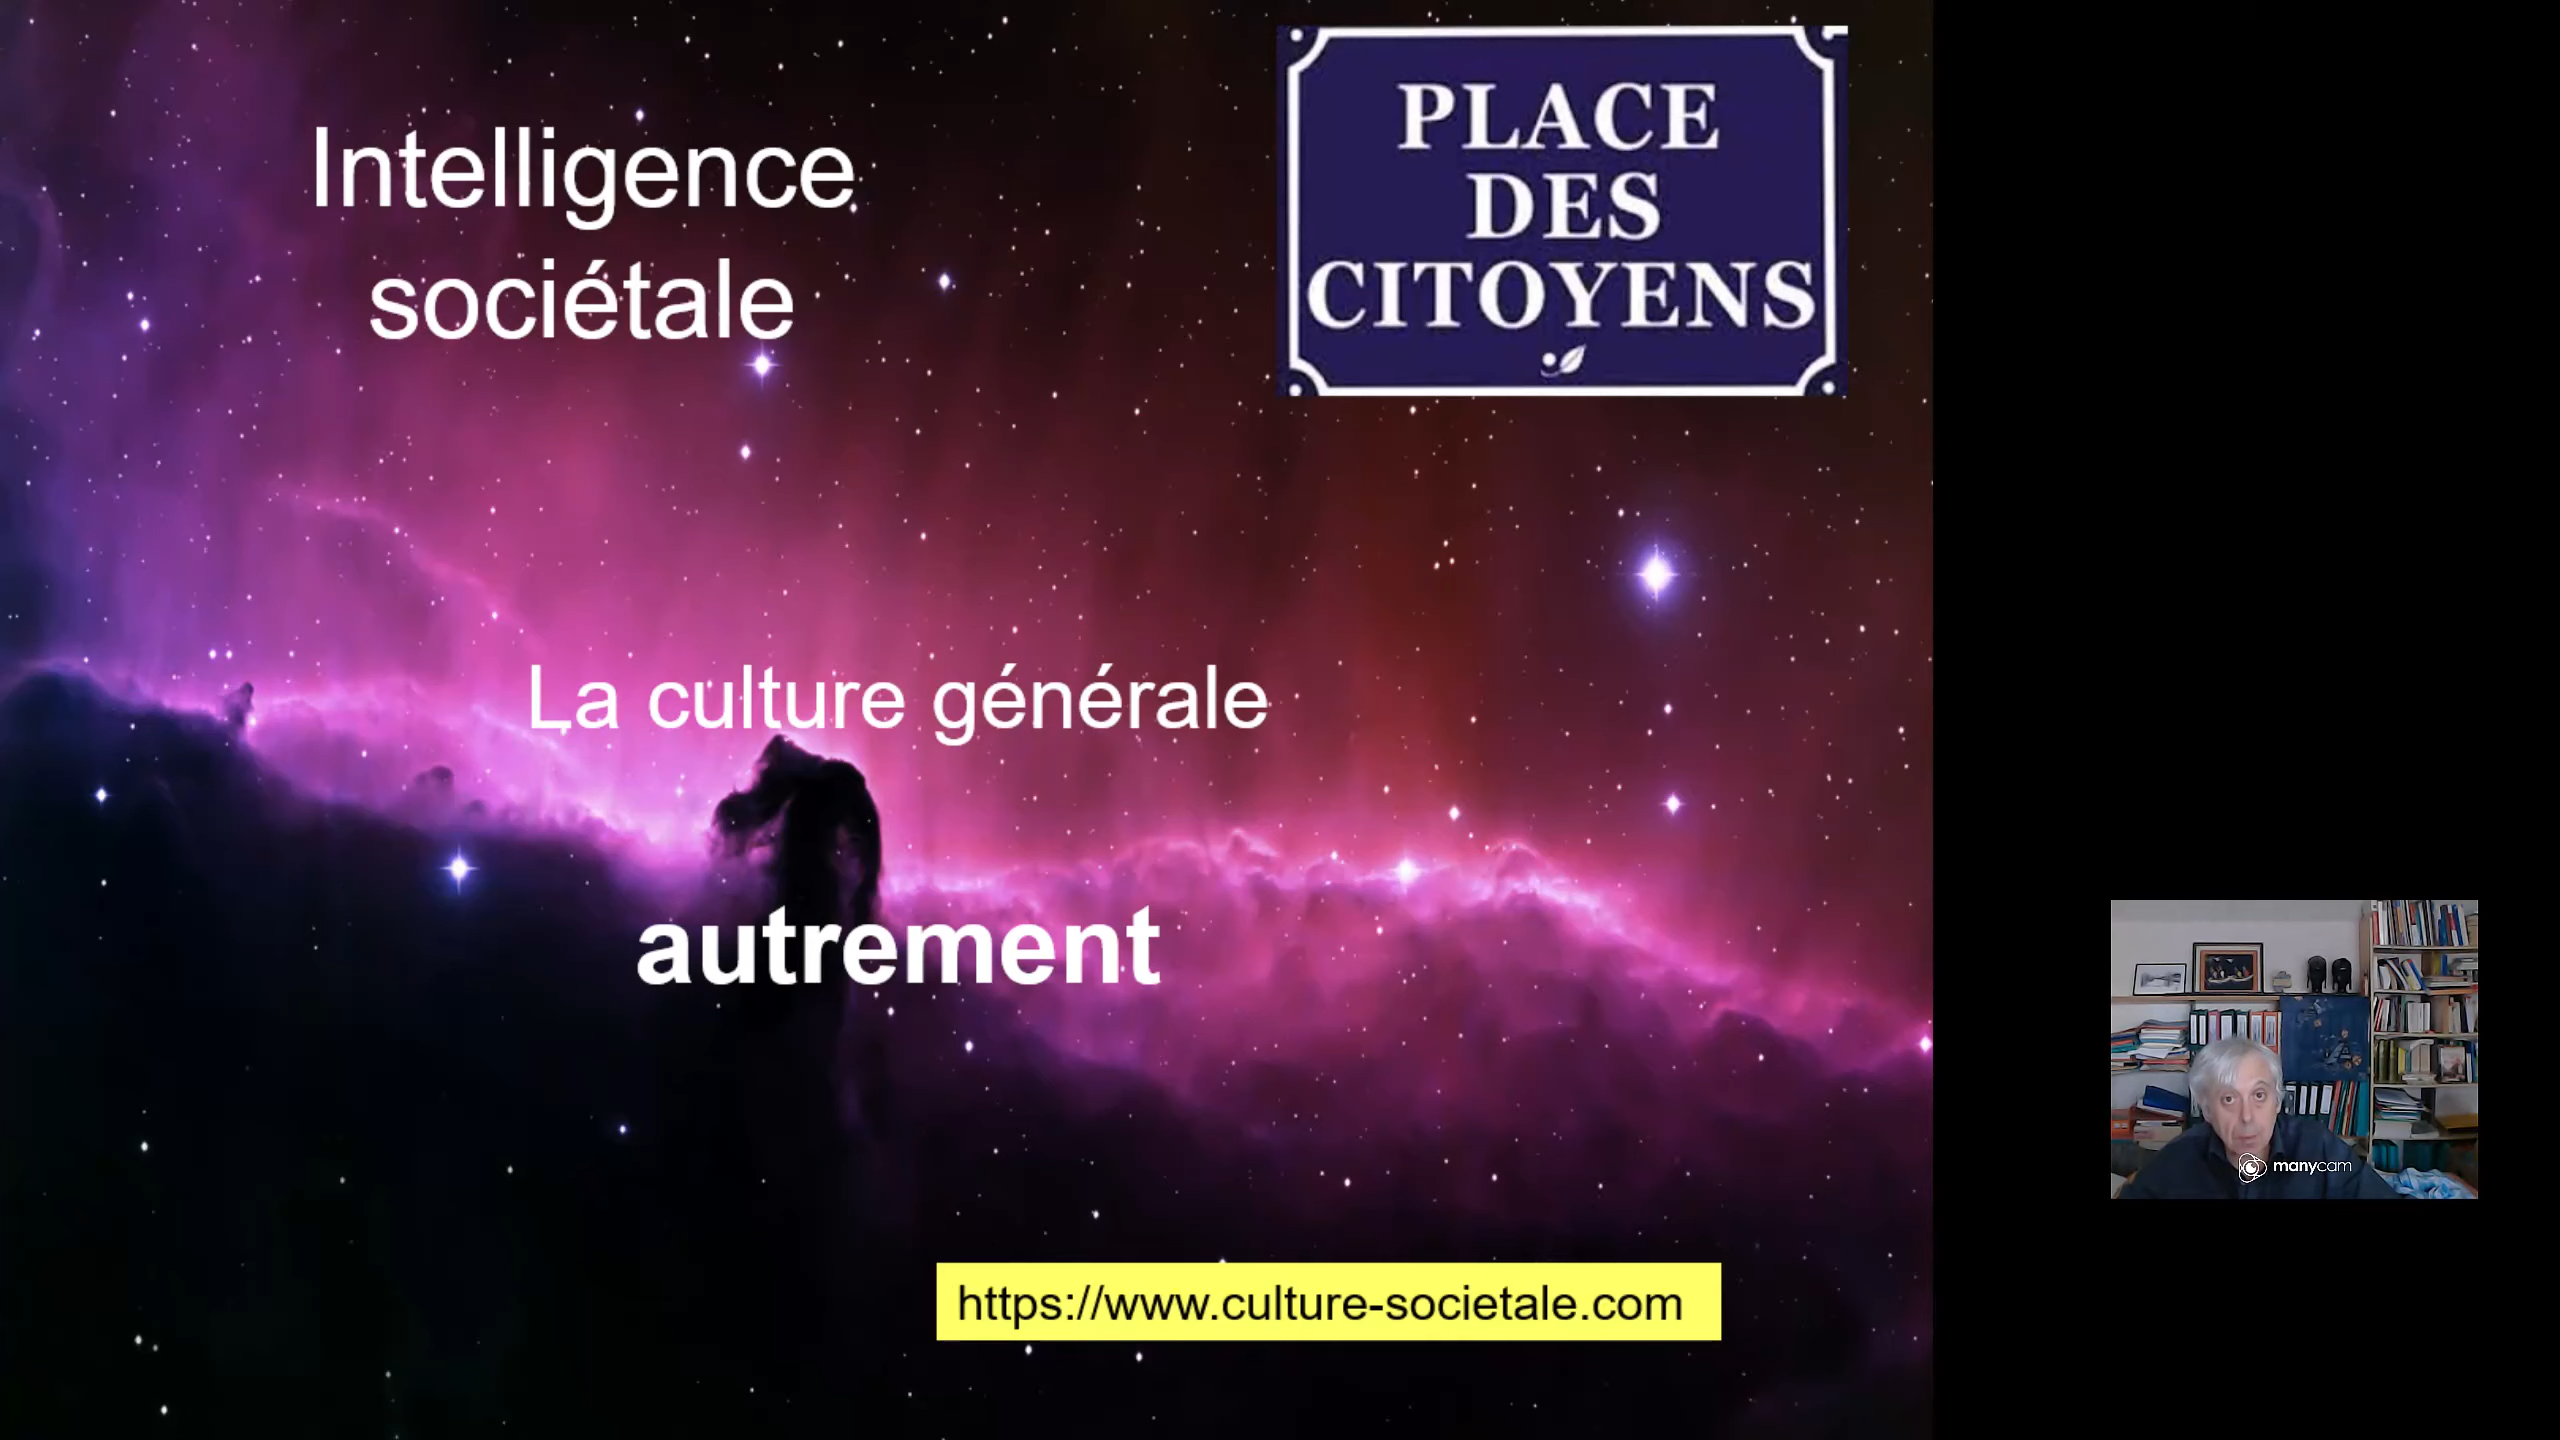 Intelligence
sociétale
PLACE
DES
CITOYENS
La culture générale
autrement
https://www.culture-societale.com
manycam